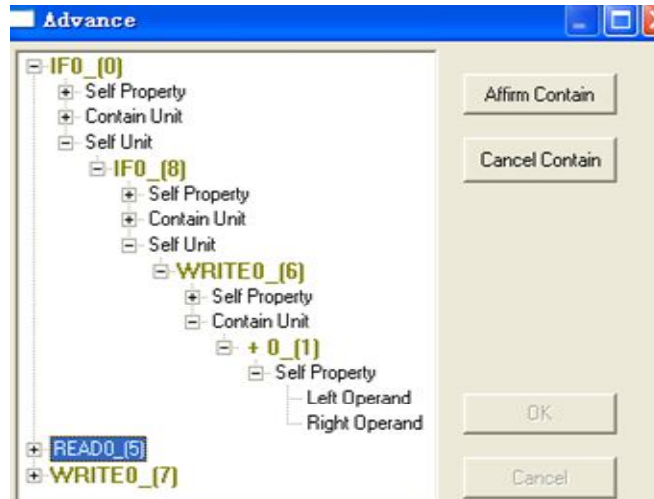 Advance
IF0_(0)
Self Property
Contain Unit
Self Unit
IF0_(8)
Self Property
Contain Unit
Self Unit
WRITE0_(6)
Self Property
Contain Unit
+ 0_(1)
Self Property
Left Operand
Right Operand
READ0_(5)
WRITE0_(7)
Affirm Contain
Cancel Contain
OK
Cancel